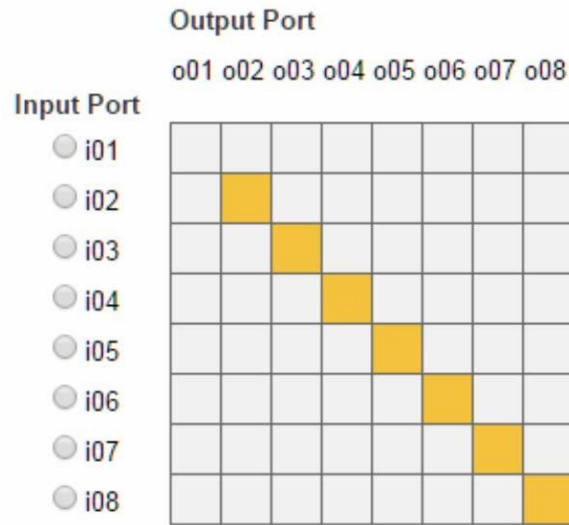 Output Port
o01 o02 o03 o04 o05 o06 o07 o08
Input Port
i01
i02
i03
i04
i05
i06
i07
i08